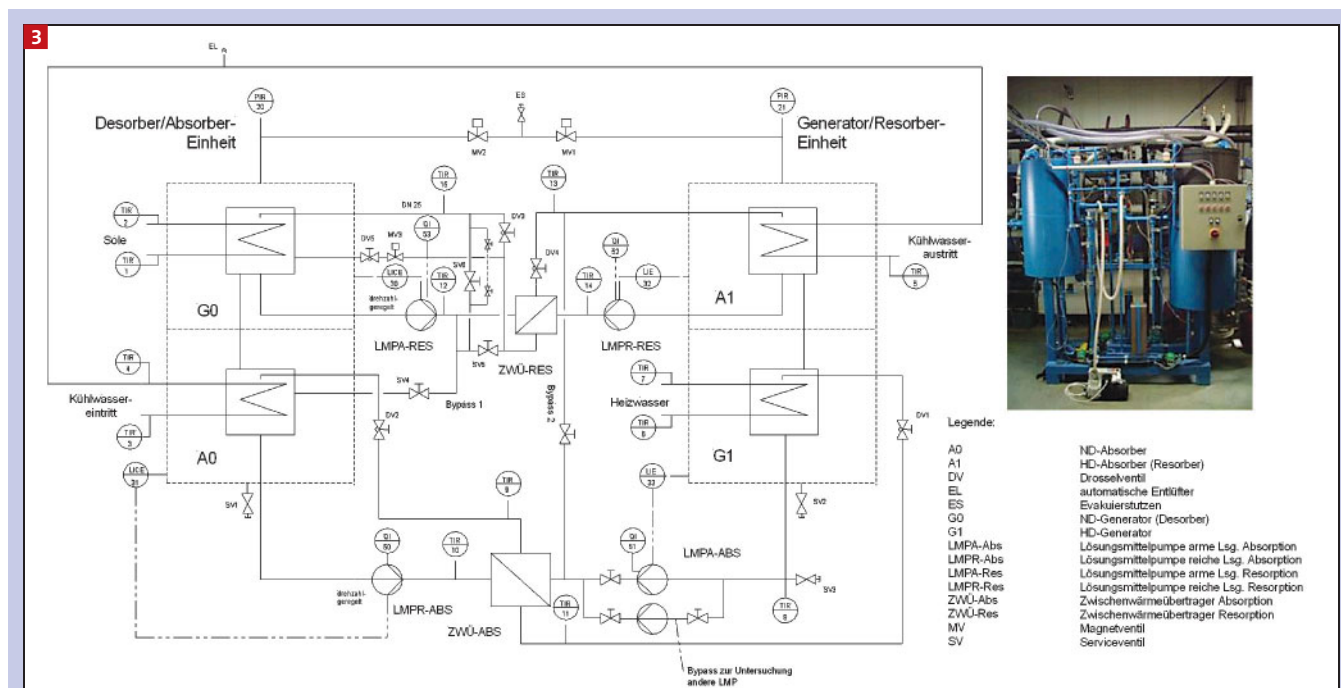 3
EL
PIR 20
ES
PIR 21
Desorber/Absorber-
Einheit
Generator/Resorber-
Einheit
MV2
MV1
TIR 16
TIR 13
DN 25
TIR 2
Sole
TIR 1
QI 53
DV3
DV5
MV3
DV4
QI 52
Kühlwasser-
austritt
TIR 5
LICE 30
SV6
TIR 12
TIR 14
LIE 32
A1
G0
drehzahl-
geregelt
LMPA-RES
LMPR-RES
SV5
ZWÜ-RES
TIR 4
SV4
TIR 7
Kühlwasser-
eintritt
Bypass 1
Bypass 2
Heizwasser
DV2
DV1
TIR 3
TIR 6
A0
G1
LICE 31
SV1
TIR 9
LIE 33
SV2
QI 50
TIR 10
QI 51
LMPA-ABS
drehzahl-
geregelt
LMPR-ABS
SV3
TIR 11
TIR 8
ZWÜ-ABS
Bypass zur Untersuchung
andere LMP
Legende:
A0 ND-Absorber
A1 HD-Absorber (Resorber)
DV Drosselventil
EL automatische Entlüfter
ES Evakuierstutzen
G0 ND-Generator (Desorber)
G1 HD-Generator
LMPA-Abs Lösungsmittelpumpe arme Lsg. Absorption
LMPR-Abs Lösungsmittelpumpe reiche Lsg. Absorption
LMPA-Res Lösungsmittelpumpe arme Lsg. Resorption
LMPR-Res Lösungsmittelpumpe reiche Lsg. Resorption
ZWÜ-Abs Zwischenwärmeübertrager Absorption
ZWÜ-Res Zwischenwärmeübertrager Resorption
MV Magnetventil
SV Serviceventil